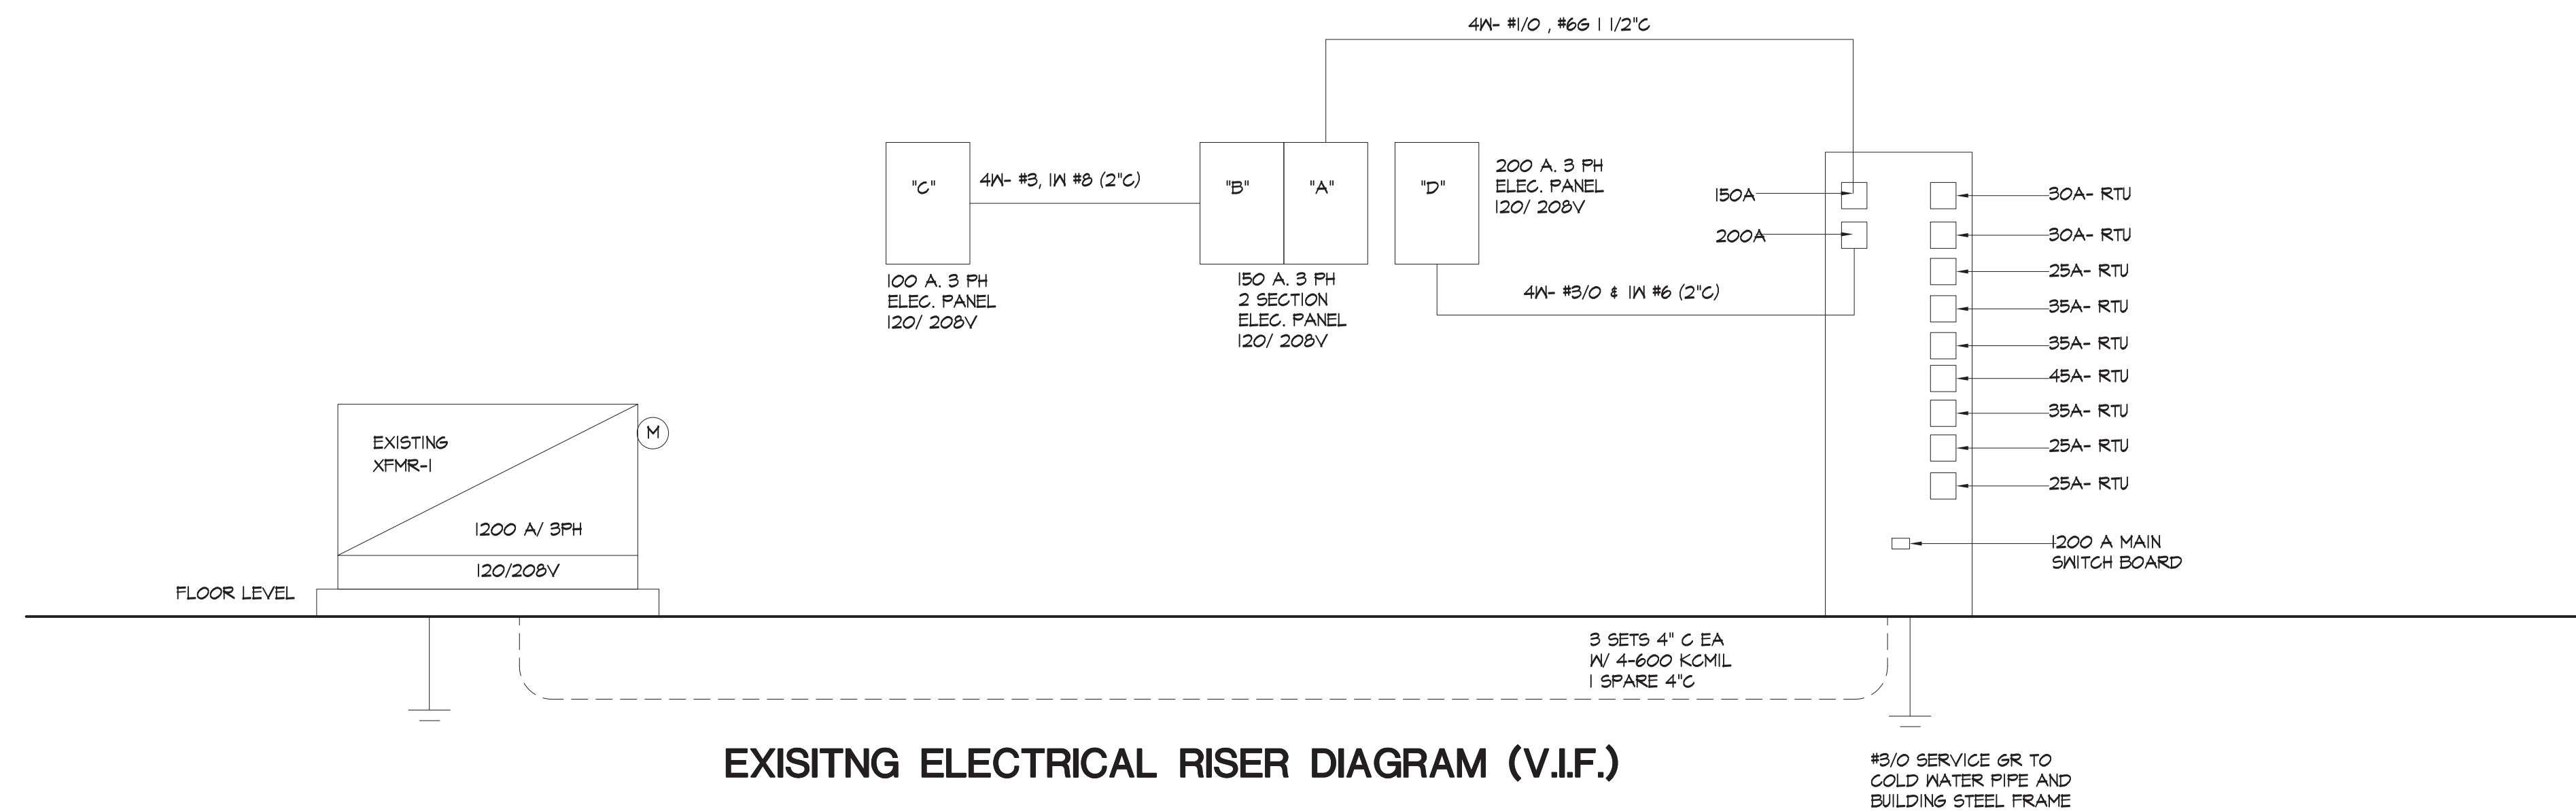 4W- #1/0 , #6G 1 1/2"C
"C"
4W- #3, 1W #8 (2"C)
"B"
"A"
"D"
200 A. 3 PH
ELEC. PANEL
120/ 208V
150A
200A
30A- RTU
30A- RTU
25A- RTU
35A- RTU
35A- RTU
45A- RTU
35A- RTU
25A- RTU
25A- RTU
100 A. 3 PH
ELEC. PANEL
120/ 208V
150 A. 3 PH
2 SECTION
ELEC. PANEL
120/ 208V
4W- #3/0 & 1W #6 (2"C)
EXISTING
XFMR-1
M
1200 A/ 3PH
120/208V
1200 A MAIN
SWITCH BOARD
FLOOR LEVEL
3 SETS 4" C EA
W/ 4-600 KCMIL
1 SPARE 4"C
EXISITNG ELECTRICAL RISER DIAGRAM (V.I.F.)
#3/0 SERVICE GR TO
COLD WATER PIPE AND
BUILDING STEEL FRAME